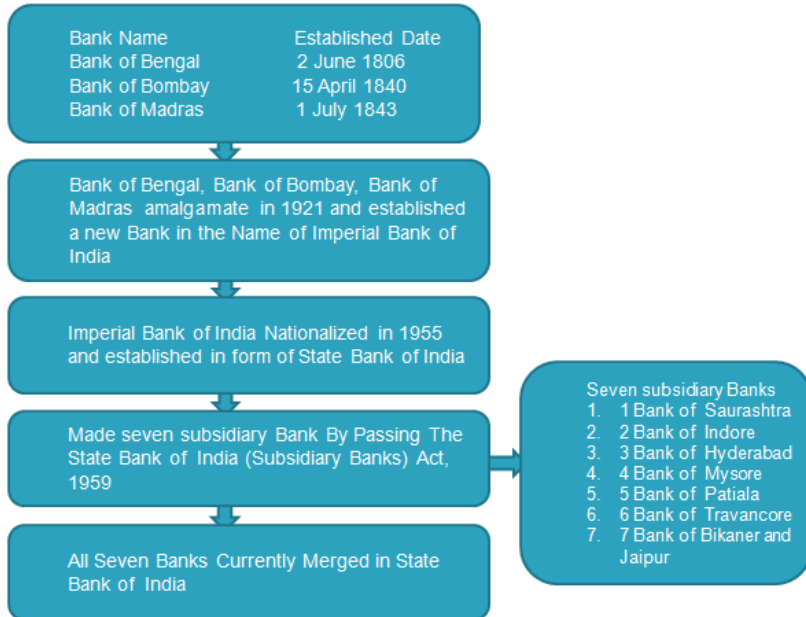 Bank Name Established Date
Bank of Bengal 2 June 1806
Bank of Bombay 15 April 1840
Bank of Madras 1 July 1843
Bank of Bengal, Bank of Bombay, Bank of
Madras amalgamate in 1921 and established
a new Bank in the Name of Imperial Bank of
India
Imperial Bank of India Nationalized in 1955
and established in form of State Bank of India
Made seven subsidiary Bank By Passing The
State Bank of India (Subsidiary Banks) Act,
1959
Seven subsidiary Banks
1. 1 Bank of Saurashtra
2. 2 Bank of Indore
3. 3 Bank of Hyderabad
4. 4 Bank of Mysore
5. 5 Bank of Patiala
6. 6 Bank of Travancore
7. 7 Bank of Bikaner and
Jaipur
All Seven Banks Currently Merged in State
Bank of India